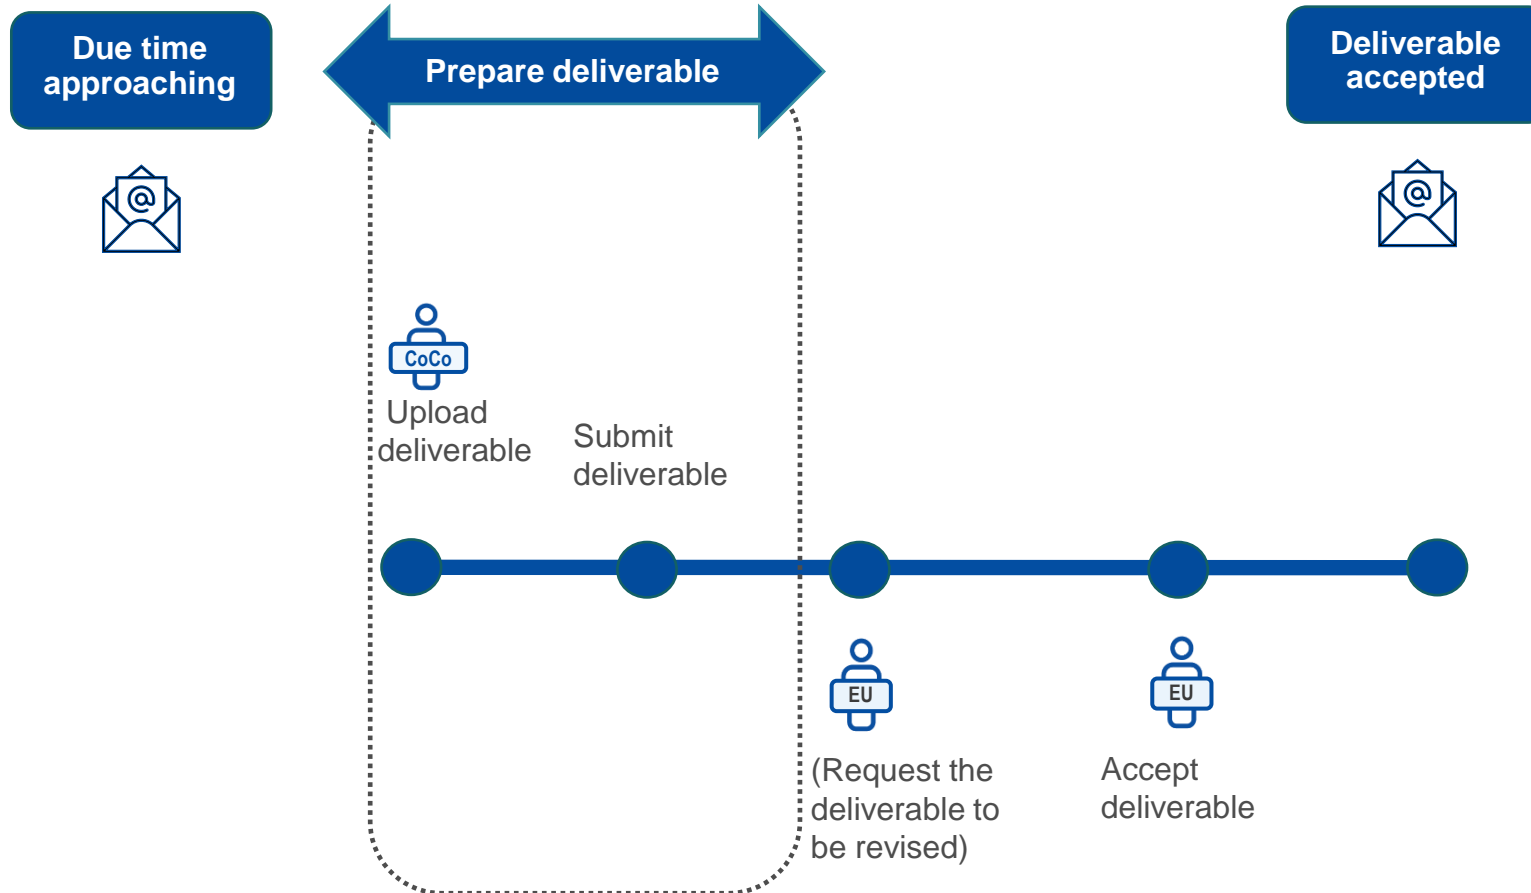 Due time
approaching
Prepare deliverable
Deliverable
accepted
@
@
CoCo
Upload
deliverable
Submit
deliverable
EU
EU
(Request the
deliverable to
be revised)
Accept
deliverable